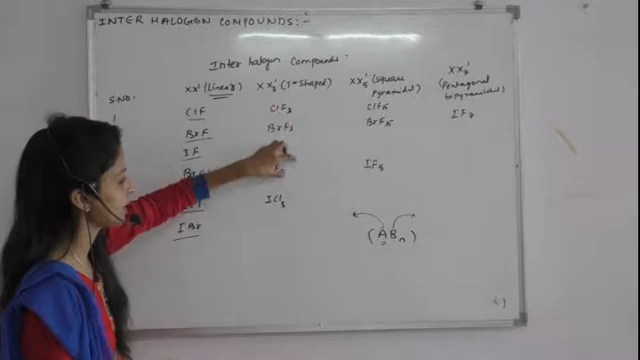 INTER HALOGEN COMPOUNDS:-
Inter halogen Compounds
S.NO. XX' (Linear) XX'3 (T-Shaped) XX'5 (Square Pyramidal) XX'7 (Pentagonal bipyramidal)
1 ClF ClF3 ClF5 IF7
BrF BrF3 BrF5
IF
IF5
ICl3
IBr (ABn)